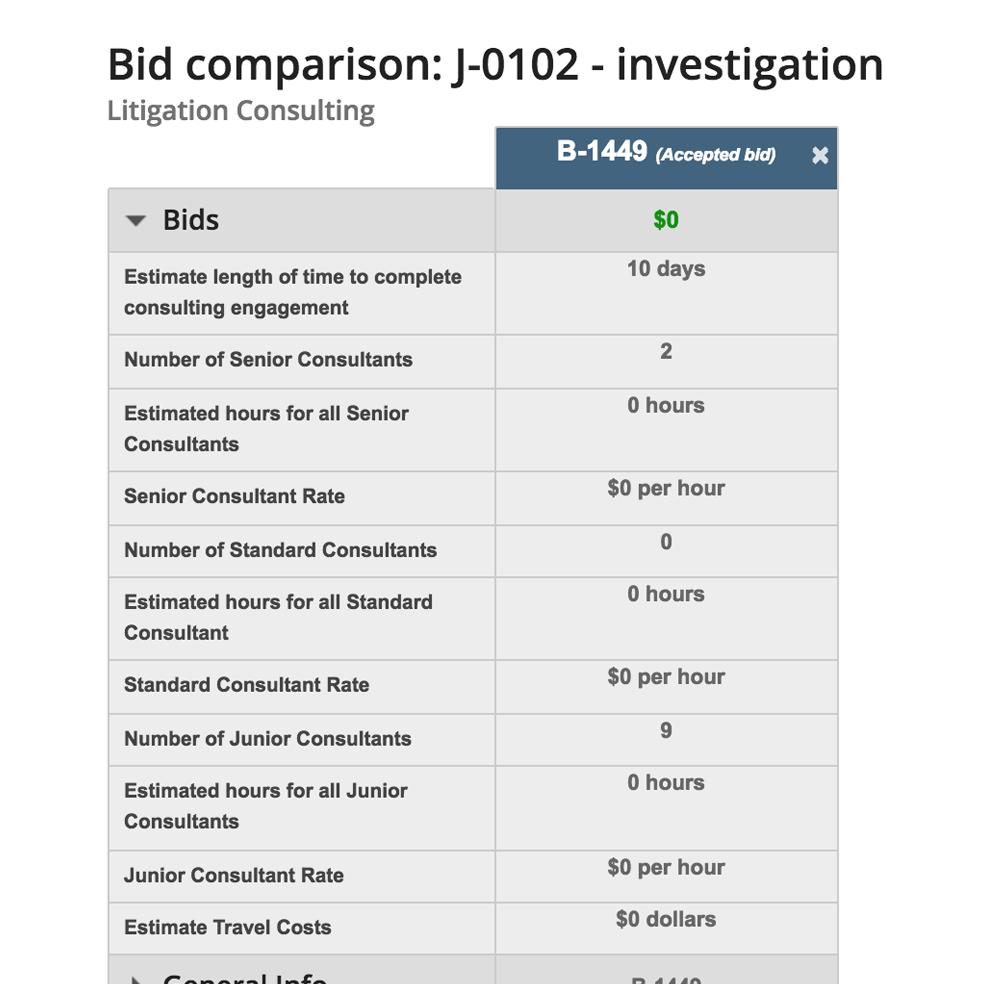 Bid comparison: J-0102 - investigation
Litigation Consulting
B-1449 (Accepted bid)
Bids
$0
Estimate length of time to complete
consulting engagement
10 days
Number of Senior Consultants
2
Estimated hours for all Senior
Consultants
0 hours
Senior Consultant Rate
$0 per hour
Number of Standard Consultants
0
Estimated hours for all Standard
Consultant
0 hours
Standard Consultant Rate
$0 per hour
Number of Junior Consultants
9
Estimated hours for all Junior
Consultants
0 hours
Junior Consultant Rate
$0 per hour
Estimate Travel Costs
$0 dollars
General Info
B-1449